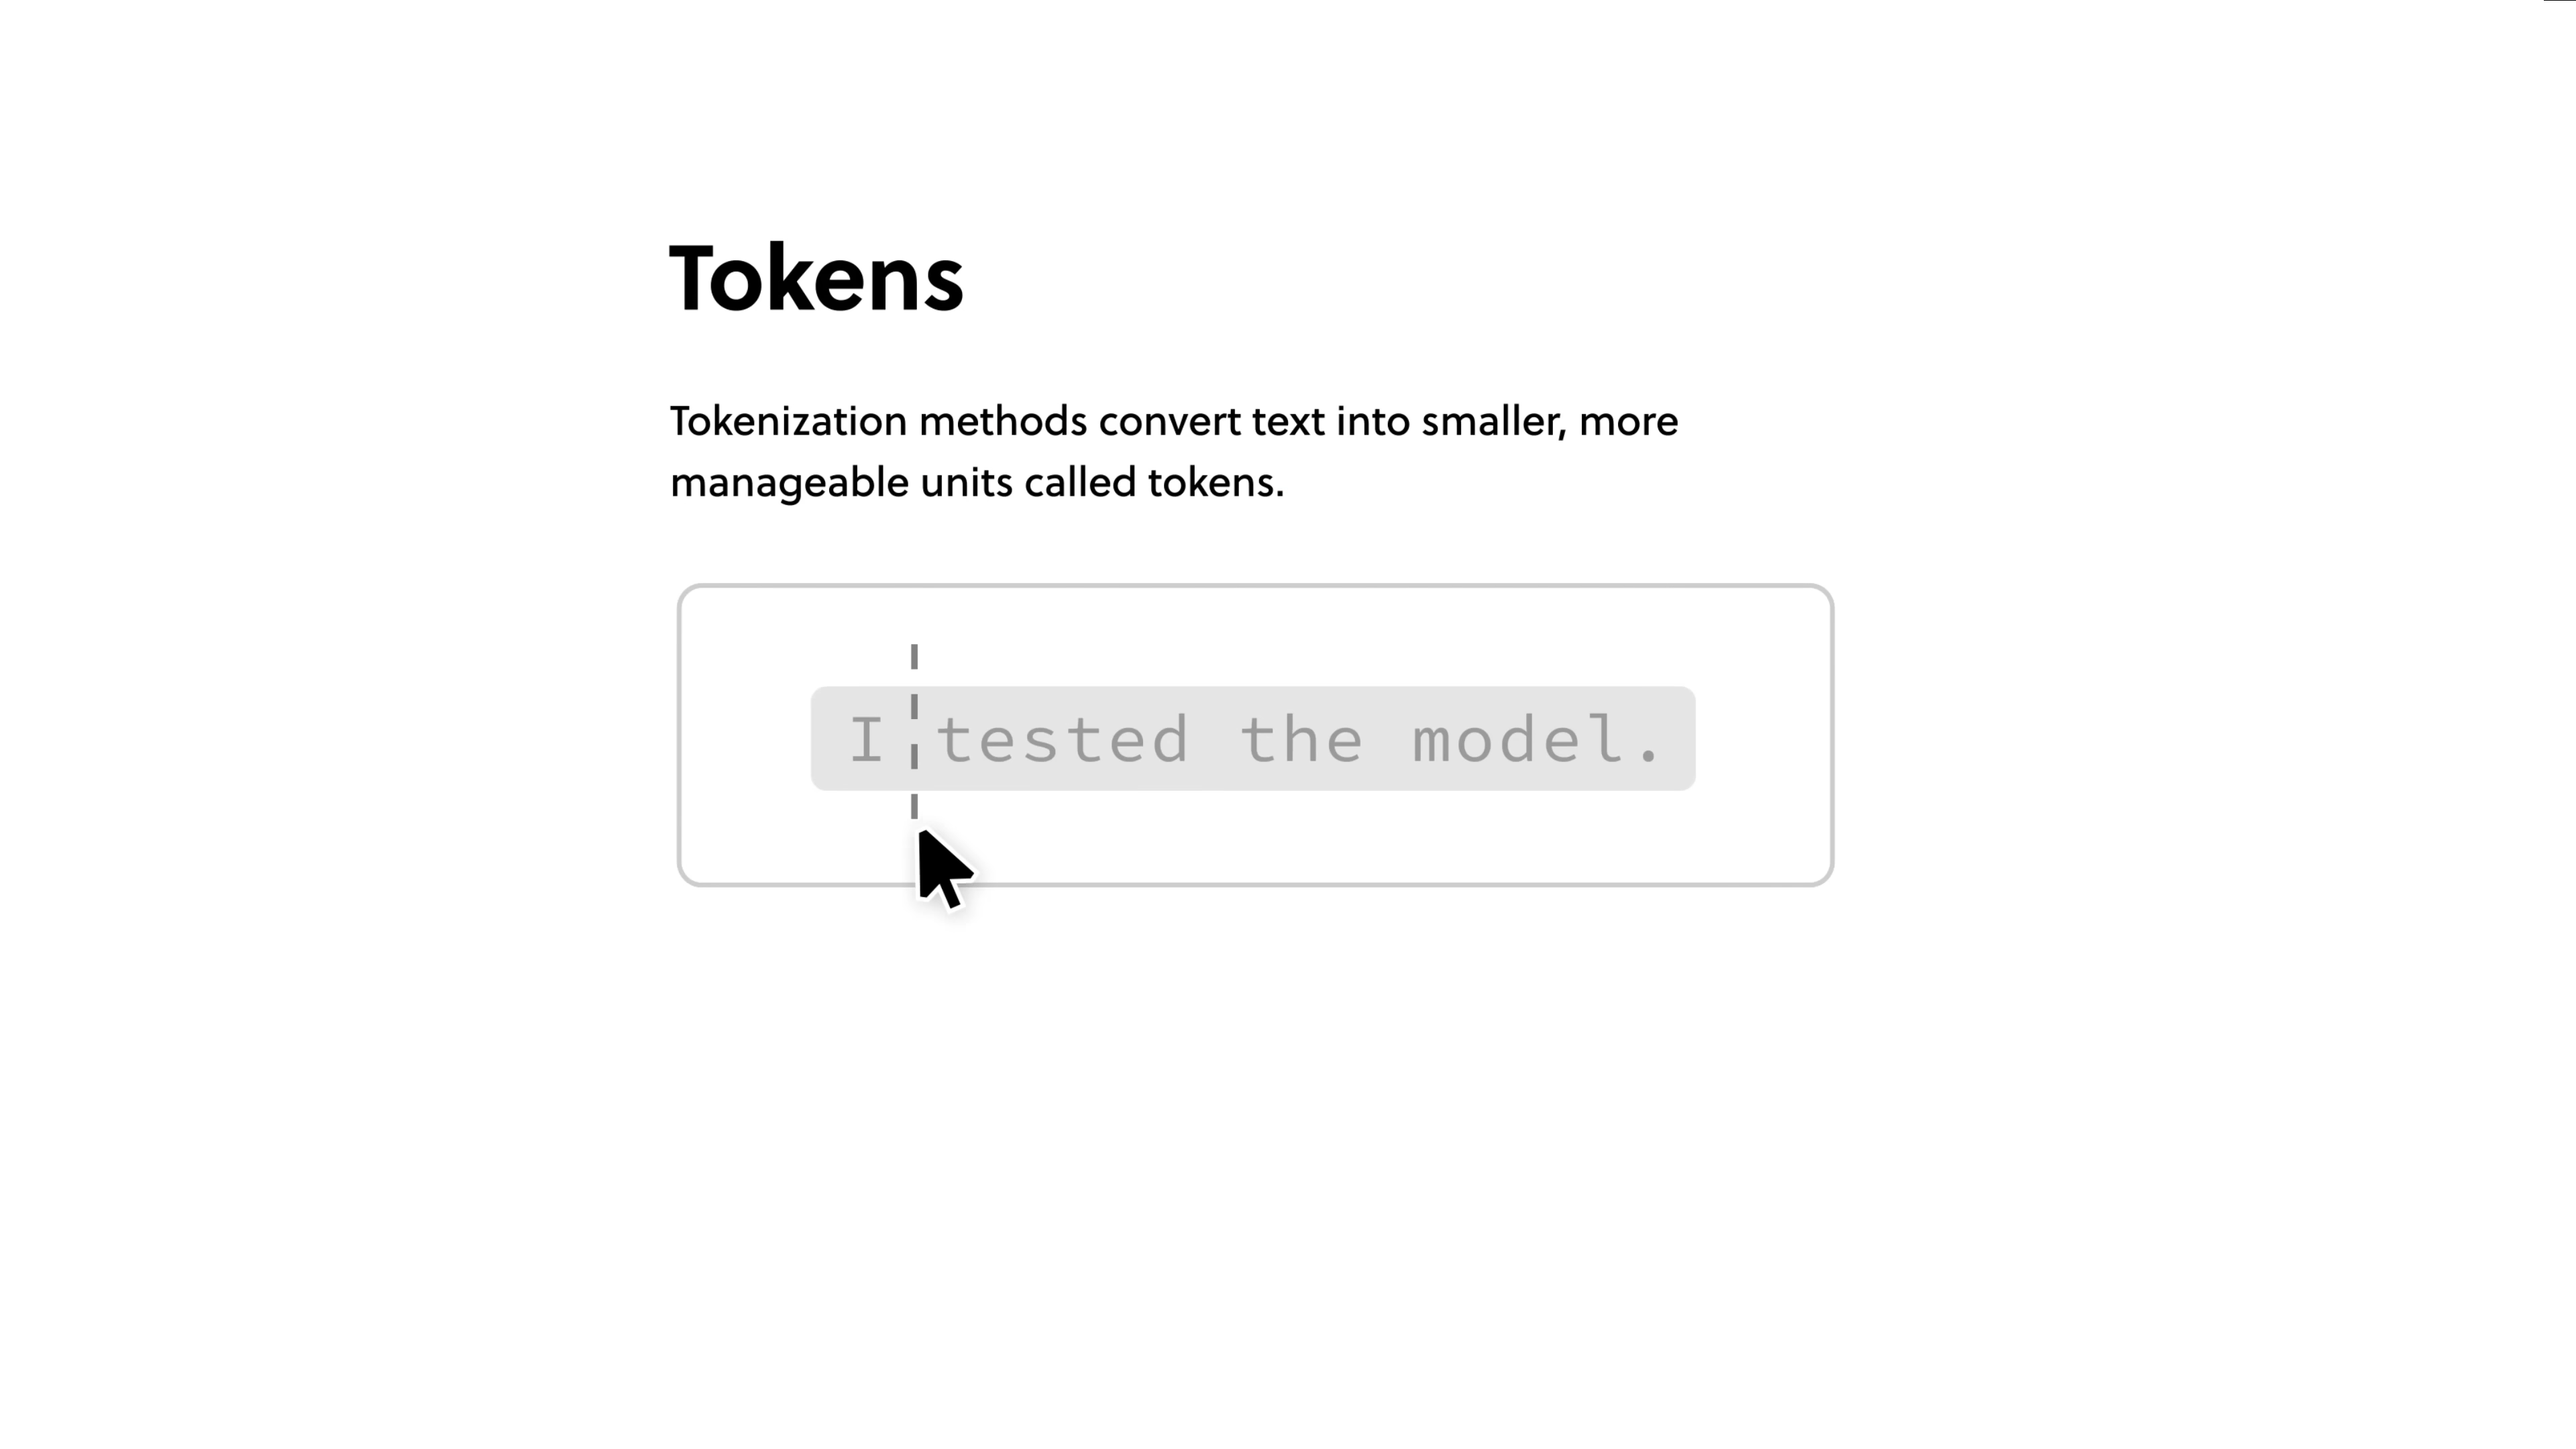 Tokens
Tokenization methods convert text into smaller, more
manageable units called tokens.
I tested the model.